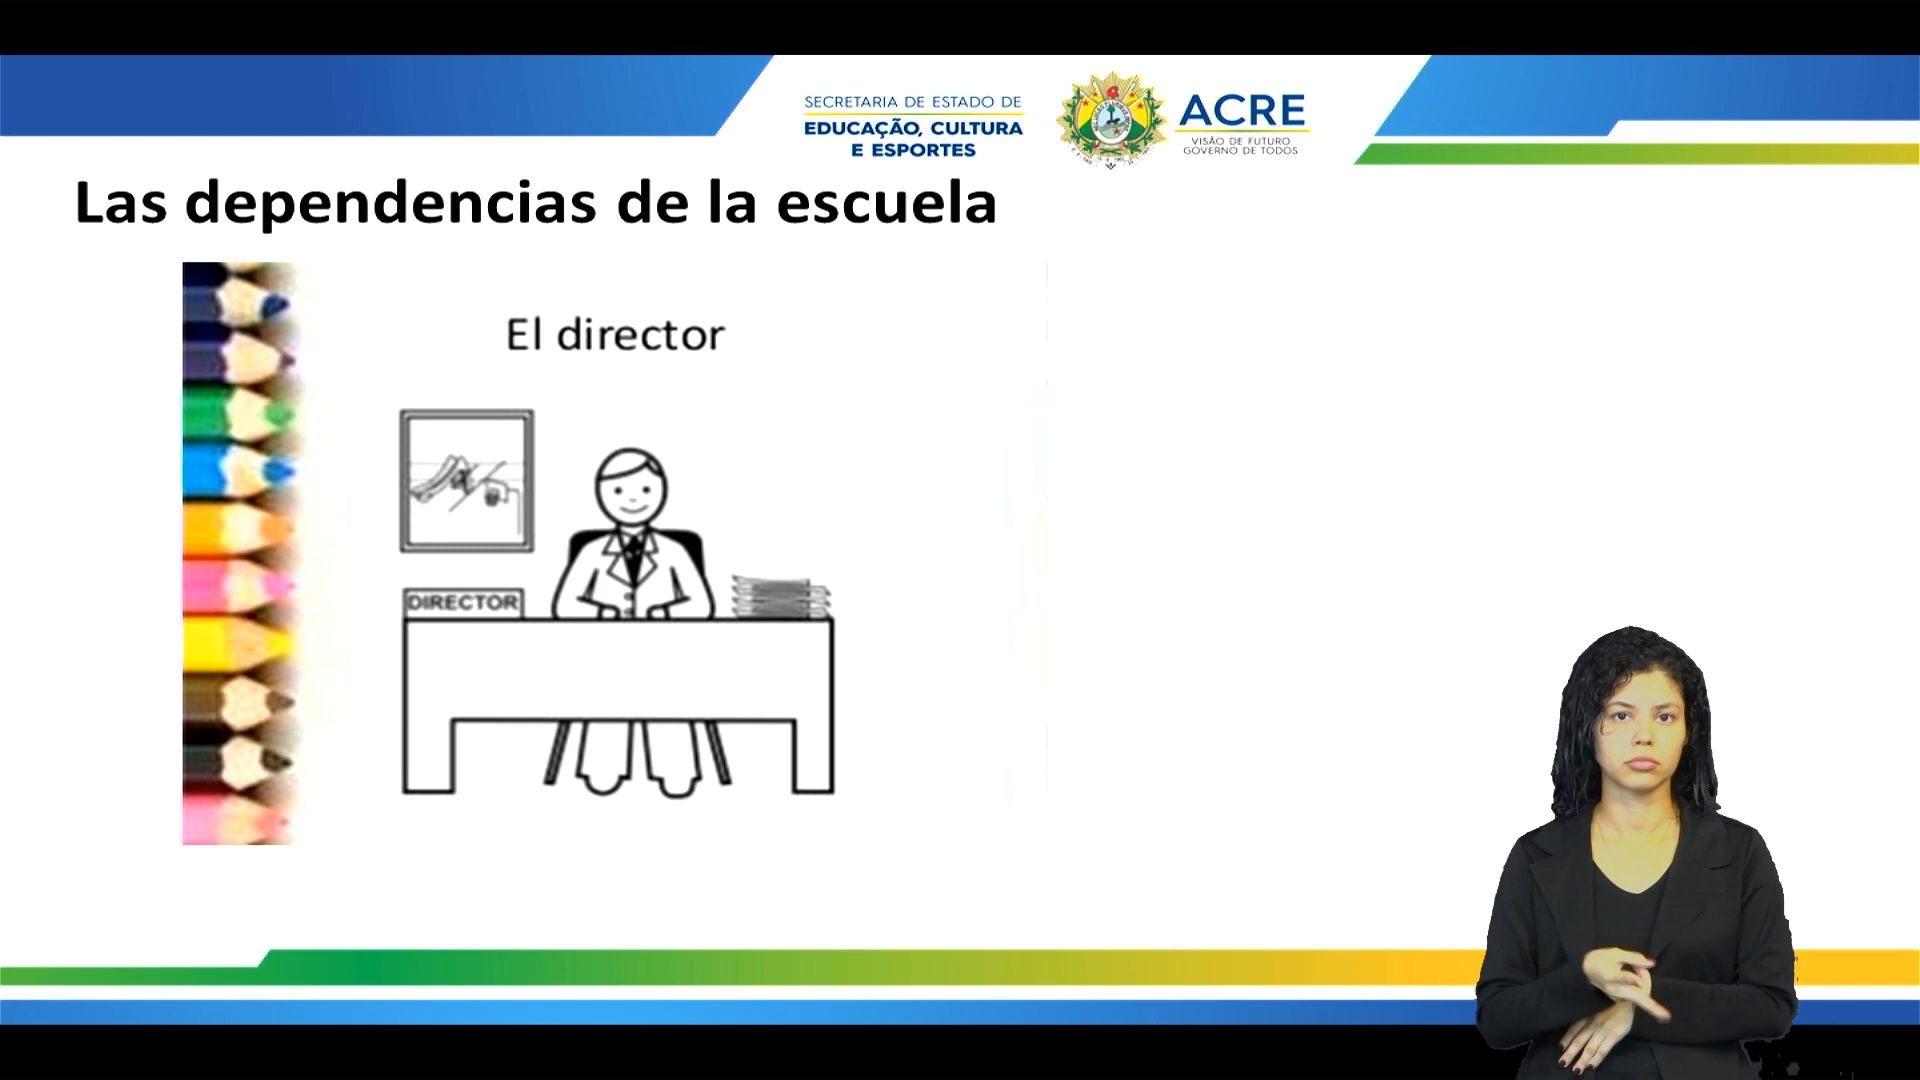 SECRETARIA DE ESTADO DE
EDUCAÇÃO, CULTURA
E ESPORTES
ACRE
VISÃO DE FUTURO
GOVERNO DE TODOS
Las dependencias de la escuela
El director
DIRECTOR